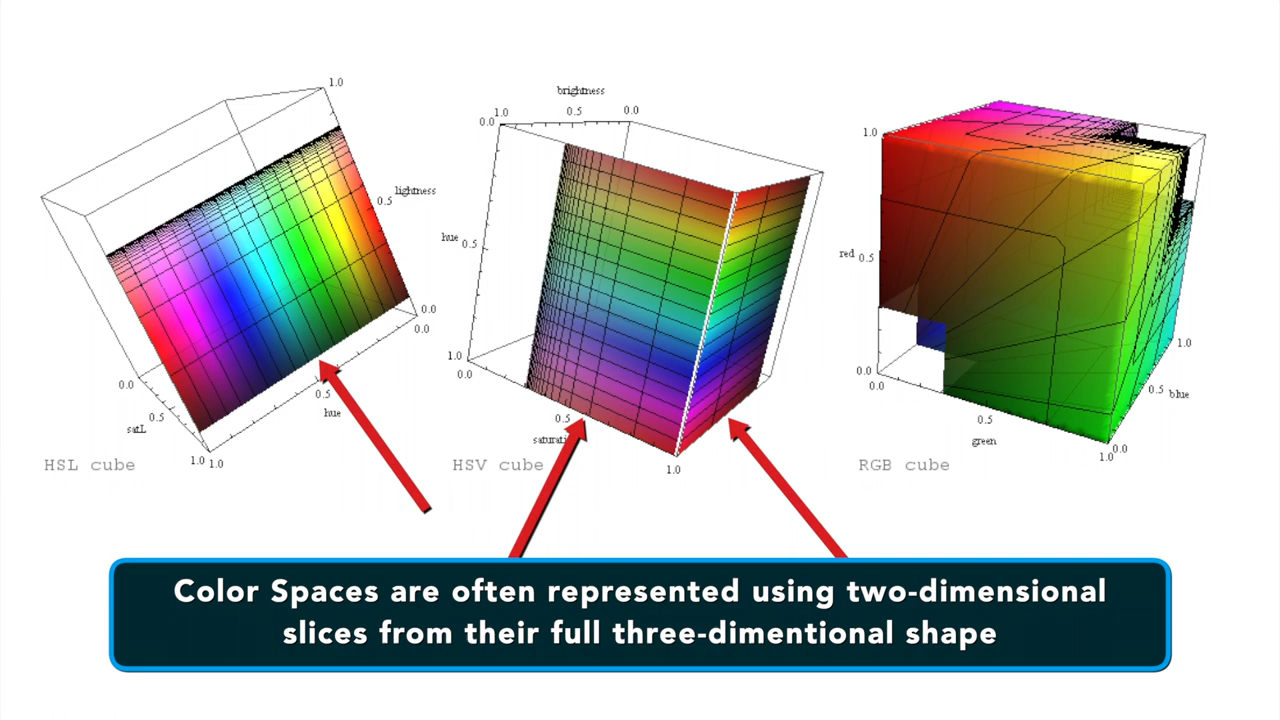 1.0
lightness
0.5
0.0
0.0
0.5
hue
1.0
1.0
0.5
satL
0.0
HSL cube
brightness
1.0
0.5
0.0
0.0
hue
0.5
1.0
0.0
0.5
1.0
HSV cube
1.0
red
0.5
0.0
0.0
0.5
green
1.0
0.0
0.5
blue
1.0
RGB cube
Color Spaces are often represented using two-dimensional
slices from their full three-dimentional shape